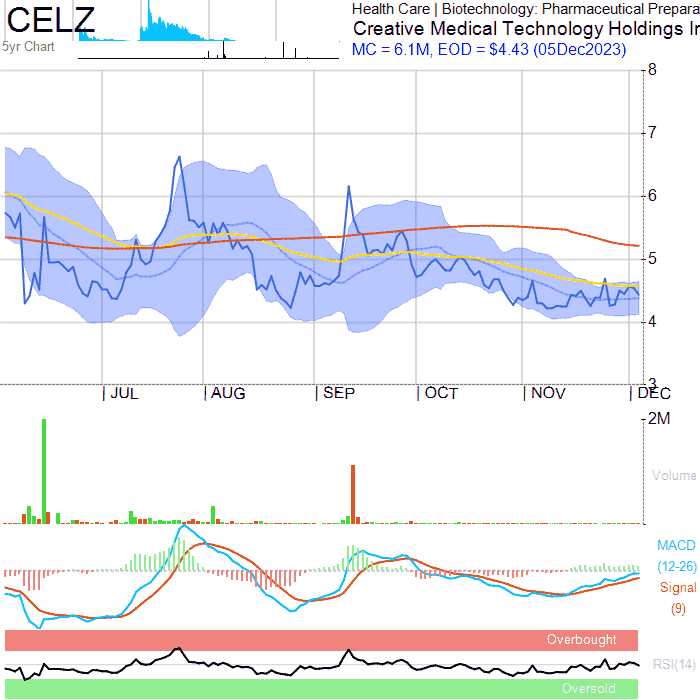 CELZ
5yr Chart
Health Care | Biotechnology: Pharmaceutical Prepara
Creative Medical Technology Holdings In
MC = 6.1M, EOD = $4.43 (05Dec2023)
8
7
6
5
4
3
JUL
AUG
SEP
OCT
NOV
DEC
2M
Volume
MACD
(12-26)
Signal
(9)
Overbought
RSI(14)
Oversold